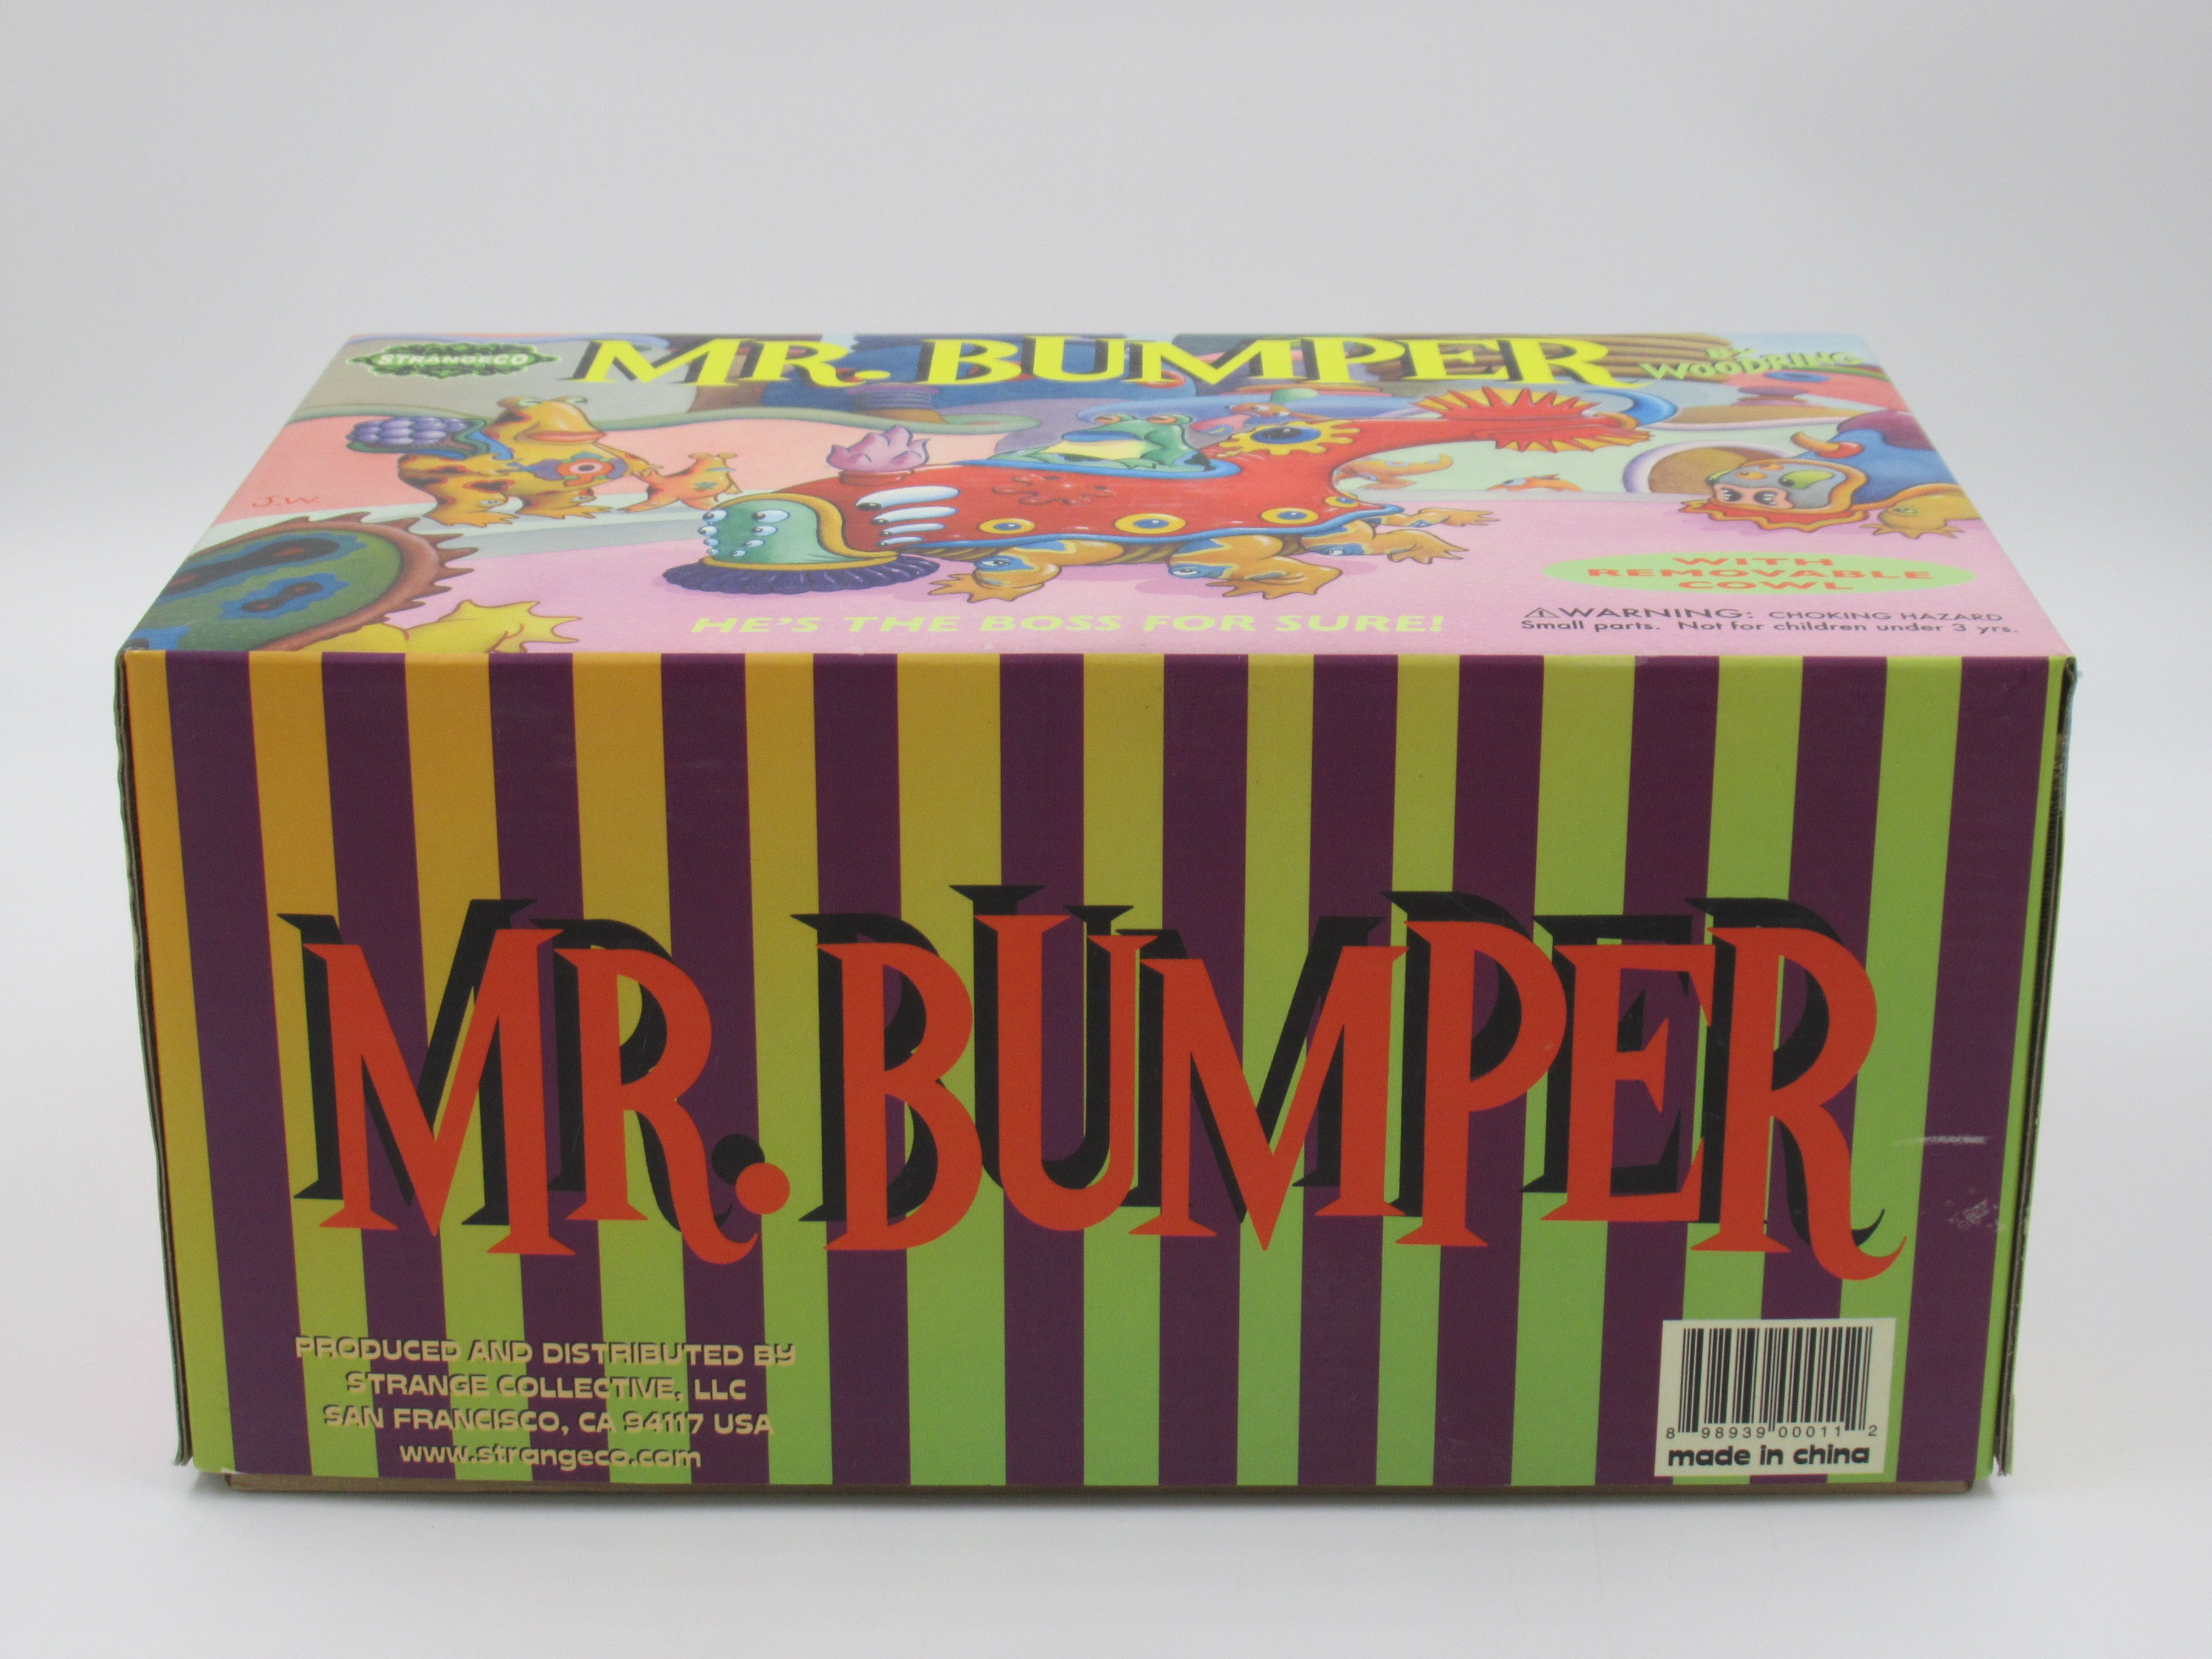 STRANGECO
MR. BUMPER
BY
WOODRING
J.W.
WITH
REMOVABLE
COWL
HE'S THE BOSS FOR SURE!
⚠WARNING: CHOKING HAZARD
Small parts. Not for children under 3 yrs.
MR. BUMPER
PRODUCED AND DISTRIBUTED BY
STRANGE COLLECTIVE, LLC
SAN FRANCISCO, CA 94117 USA
www.strangeco.com
8 98939 00011 2
made in china